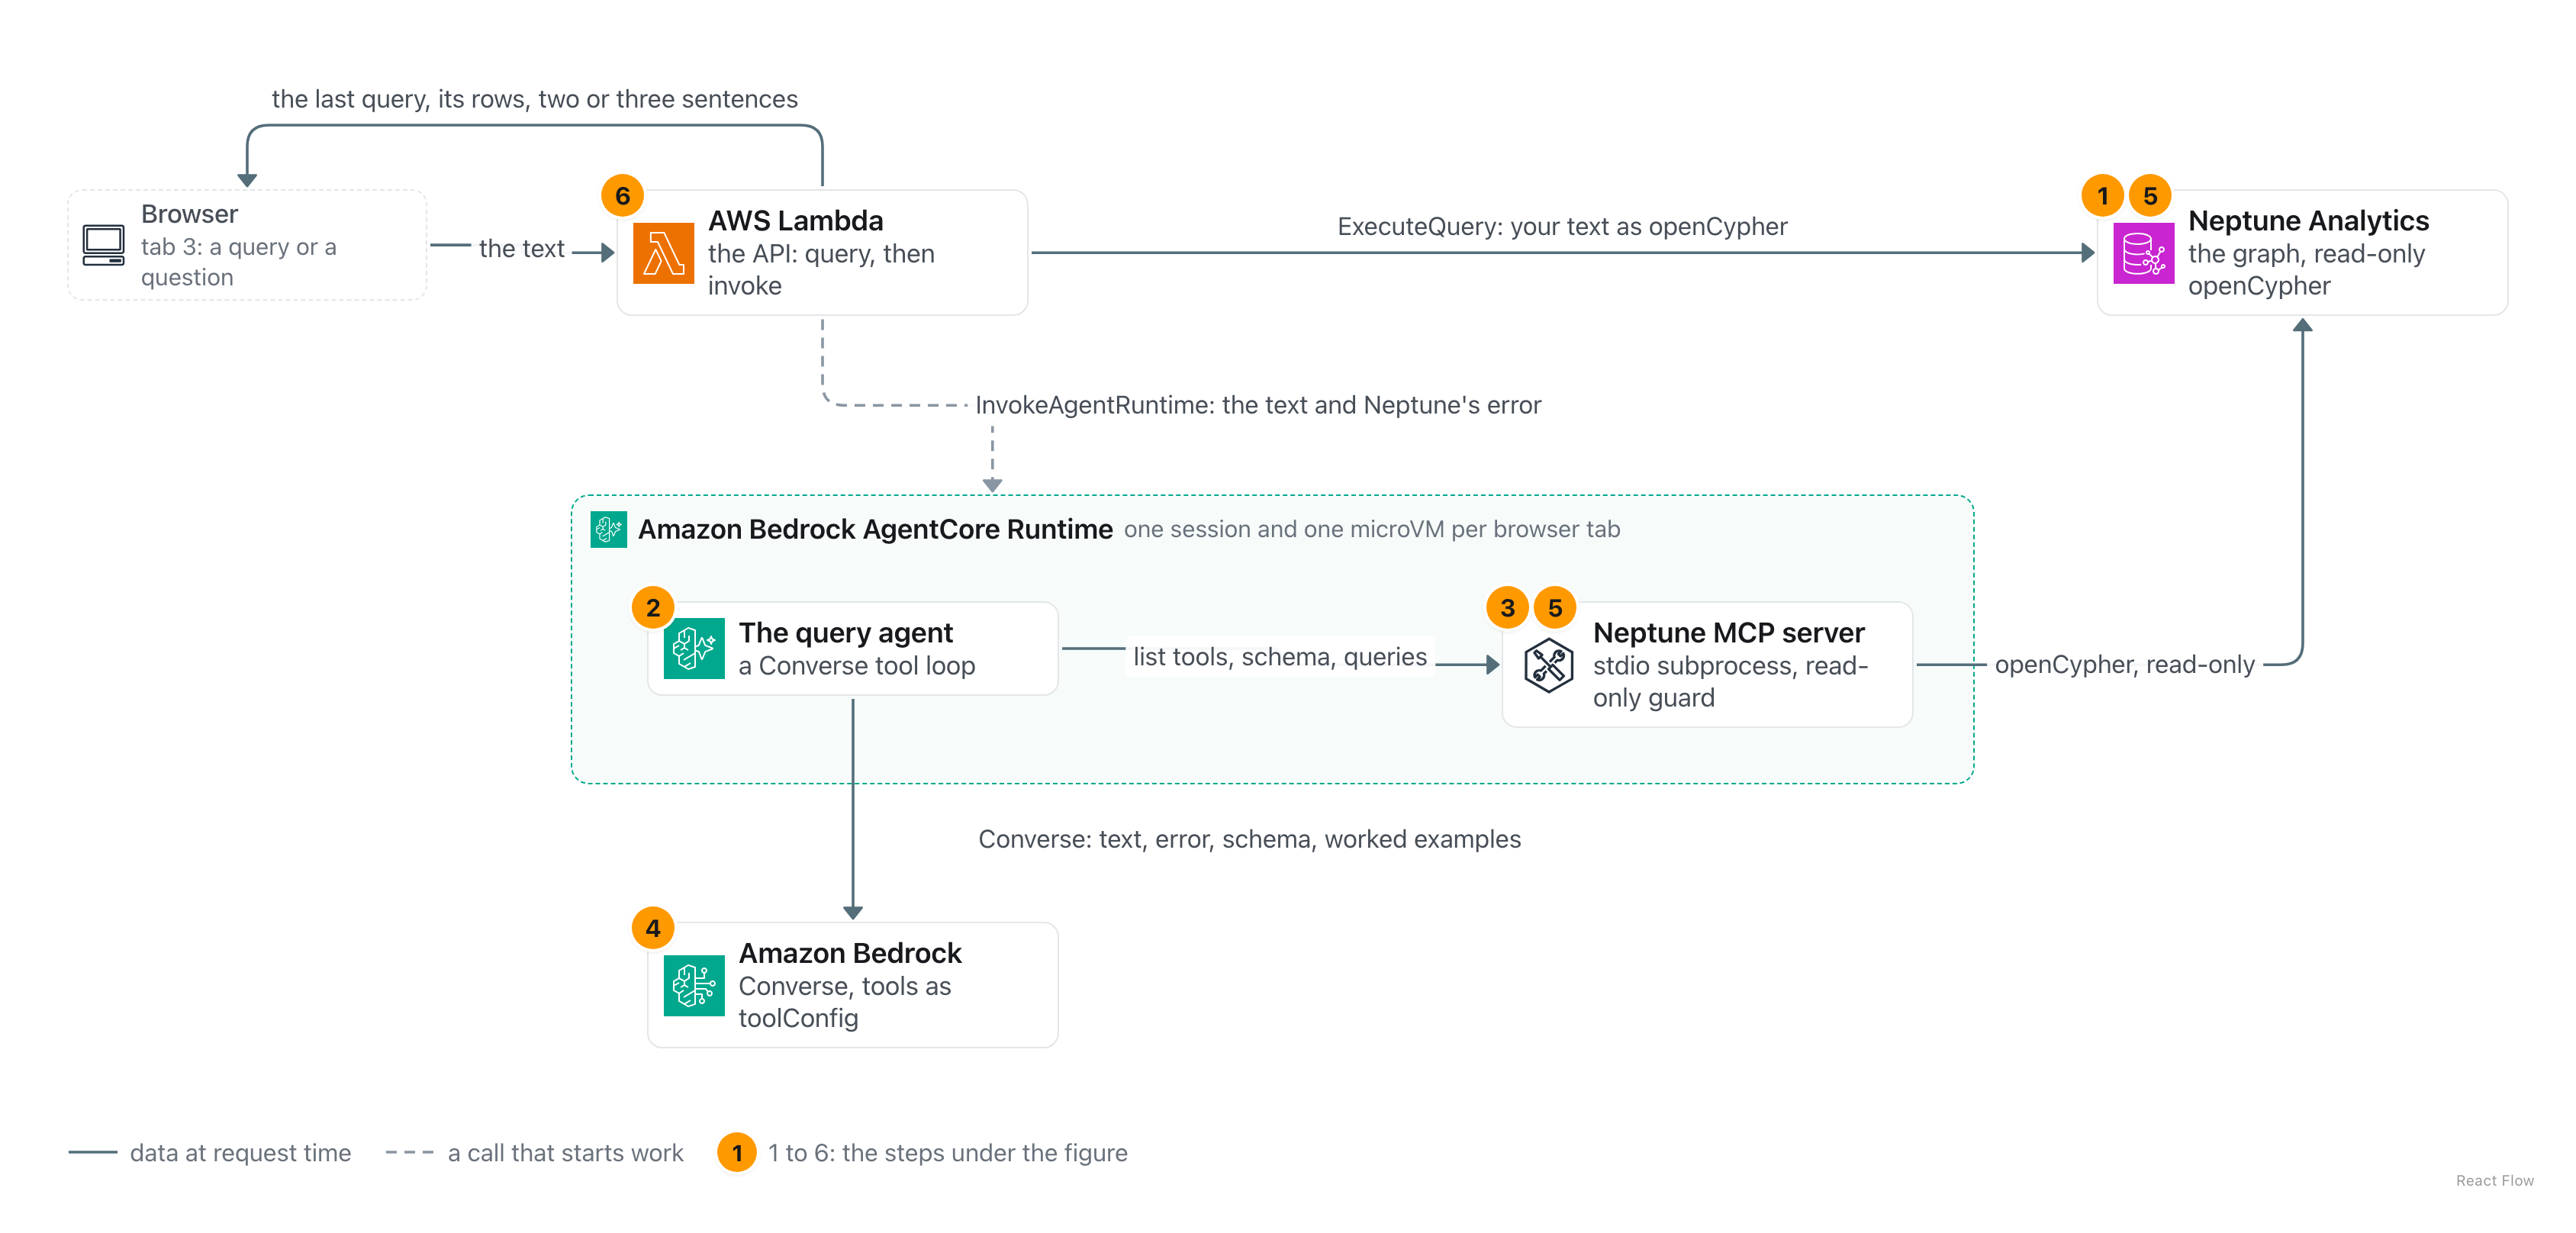 the last query, its rows, two or three sentences
Browser
tab 3: a query or a
question
the text
6
AWS Lambda
the API: query, then
invoke
ExecuteQuery: your text as openCypher
1
5
Neptune Analytics
the graph, read-only
openCypher
InvokeAgentRuntime: the text and Neptune's error
Amazon Bedrock AgentCore Runtime one session and one microVM per browser tab
2
The query agent
a Converse tool loop
list tools, schema, queries
3
5
Neptune MCP server
stdio subprocess, read-
only guard
openCypher, read-only
Converse: text, error, schema, worked examples
4
Amazon Bedrock
Converse, tools as
toolConfig
data at request time
a call that starts work
1
1 to 6: the steps under the figure
React Flow